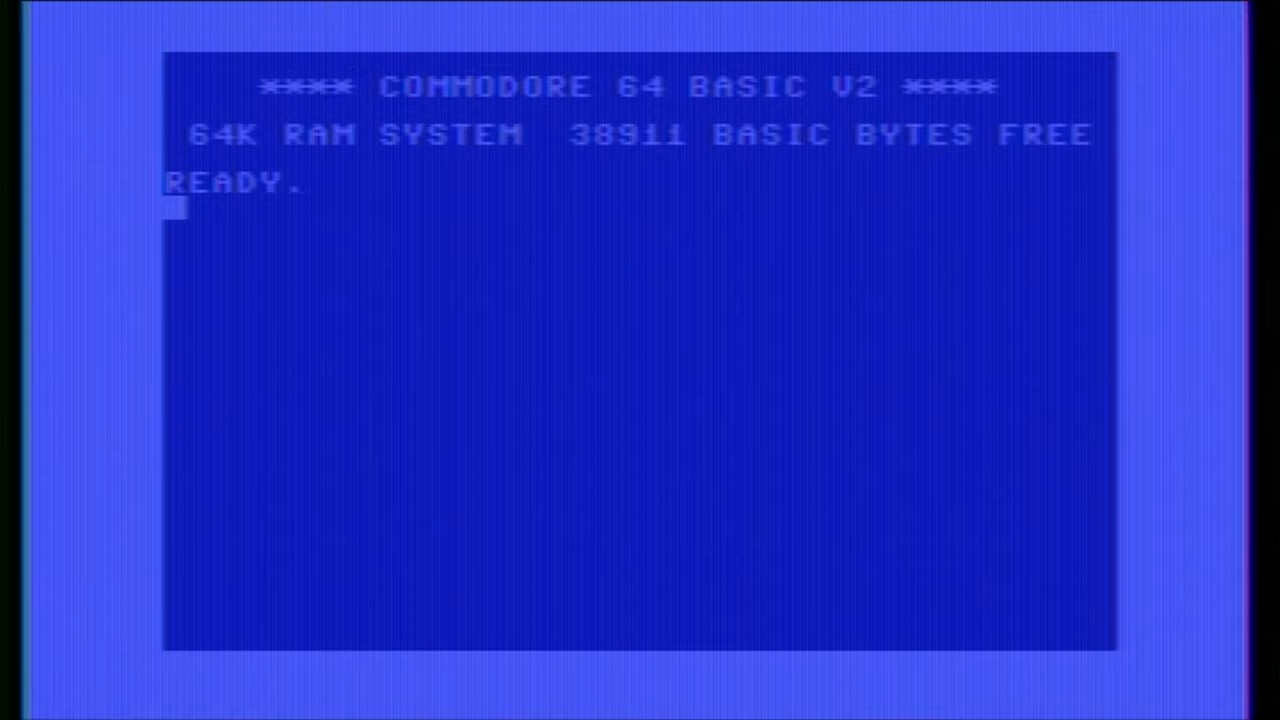 **** COMMODORE 64 BASIC V2 ****
64K RAM SYSTEM  38911 BASIC BYTES FREE
READY.